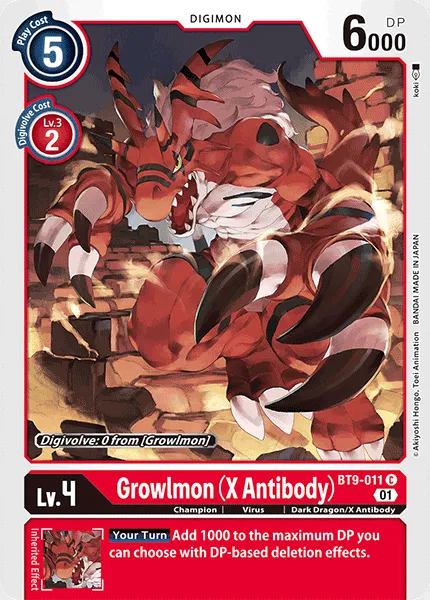 Play Cost
5
DIGIMON
DP
6000
Digivolve Cost
Lv.3
2
koki
© Akiyoshi Hongo, Toei Animation  BANDAI MADE IN JAPAN
Digivolve: 0 from [Growlmon]
Lv.4
Growlmon (X Antibody)
BT9-011 C
01
Champion | Virus | Dark Dragon/X Antibody
Inherited Effect
Your Turn Add 1000 to the maximum DP you
can choose with DP-based deletion effects.